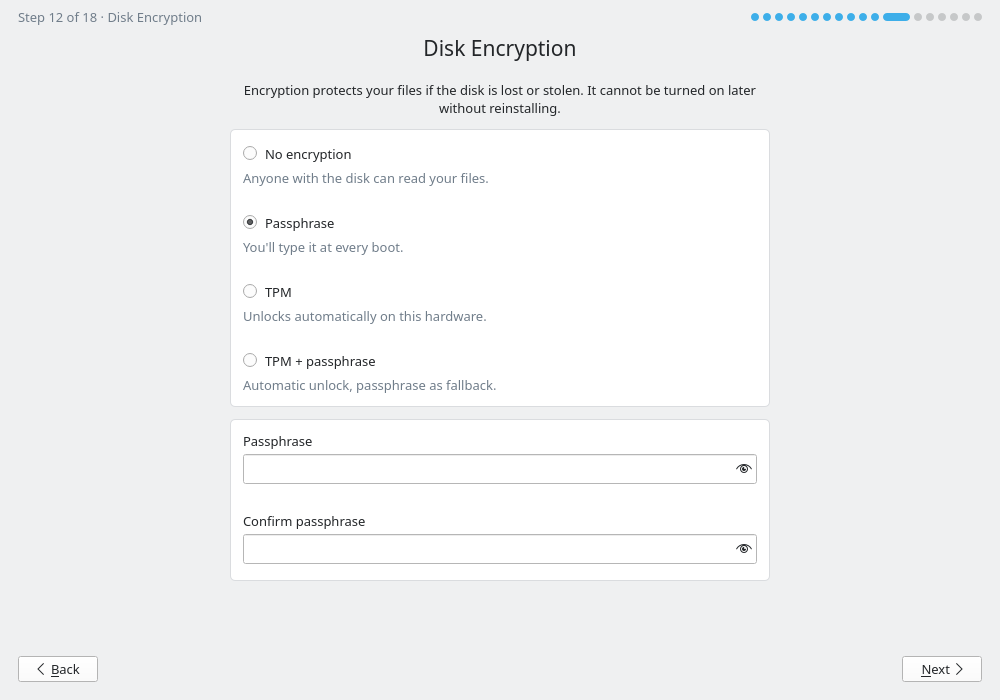 Step 12 of 18 · Disk Encryption
Disk Encryption
Encryption protects your files if the disk is lost or stolen. It cannot be turned on later
without reinstalling.
No encryption
Anyone with the disk can read your files.
Passphrase
You'll type it at every boot.
TPM
Unlocks automatically on this hardware.
TPM + passphrase
Automatic unlock, passphrase as fallback.
Passphrase
Confirm passphrase
Back
Next